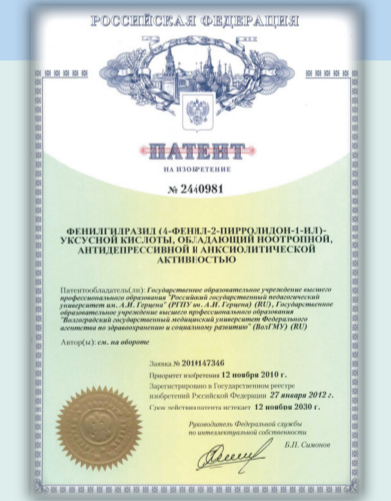 РОССИЙСКАЯ ФЕДЕРАЦИЯ
ПАТЕНТ
НА ИЗОБРЕТЕНИЕ
№ 2440981
ФЕНИЛГИДРАЗИД (4-ФЕНИЛ-2-ПИРРОЛИДОН-1-ИЛ)-
УКСУСНОЙ КИСЛОТЫ, ОБЛАДАЮЩИЙ НООТРОПНОЙ,
АНТИДЕПРЕССИВНОЙ И АНКСИОЛИТИЧЕСКОЙ
АКТИВНОСТЬЮ
Патентообладатель(ли): Государственное образовательное учреждение высшего
профессионального образования "Российский государственный педагогический
университет им. А.И. Герцена" (РГПУ им. А.И. Герцена) (RU), Государственное
образовательное учреждение высшего профессионального образования
"Волгоградский государственный медицинский университет Федерального
агентства по здравоохранению и социальному развитию" (ВолГМУ) (RU)
Автор(ы): см. на обороте
Заявка № 2010147346
Приоритет изобретения 12 ноября 2010 г.
Зарегистрировано в Государственном реестре
изобретений Российской Федерации 27 января 2012 г.
Срок действия патента истекает 12 ноября 2030 г.
Руководитель Федеральной службы
по интеллектуальной собственности
Б.П. Симонов